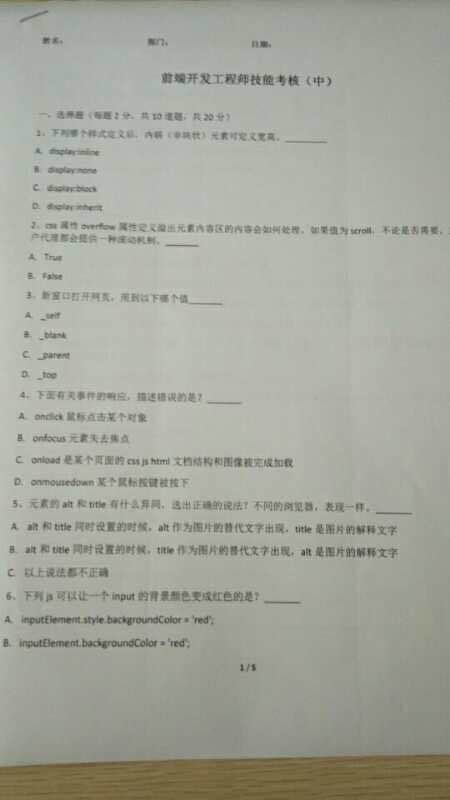 姓名：	部门：	日期：
前端开发工程师技能考核（中）
一、选择题（每题 2 分，共 10 道题，共 20 分）
1、下列哪个样式定义后，内联（非块状）元素可定义宽高。________
A. display:inline
B. display:none
C. display:block
D. display:inherit
2、css 属性 overflow 属性定义溢出元素内容区的内容会如何处理。如果值为 scroll，不论是否需要，
户代理都会提供一种滚动机制。_______
A. True
B. False
3、新窗口打开网页，用到以下哪个值_______
A. _self
B. _blank
C. _parent
D. _top
4、下面有关事件的响应，描述错误的是？_______
A. onclick 鼠标点击某个对象
B. onfocus 元素失去焦点
C. onload 是某个页面的 css js html 文档结构和图像被完成加载
D. onmousedown 某个鼠标按键被按下
5、元素的 alt 和 title 有什么异同，选出正确的说法？不同的浏览器，表现一样。_______
A. alt 和 title 同时设置的时候，alt 作为图片的替代文字出现，title 是图片的解释文字
B. alt 和 title 同时设置的时候，title 作为图片的替代文字出现，alt 是图片的解释文字
C. 以上说法都不正确
6、下列 js 可以让一个 input 的背景颜色变成红色的是？_______
A. inputElement.style.backgroundColor = 'red';
B. inputElement.backgroundColor = 'red';
1 / 5